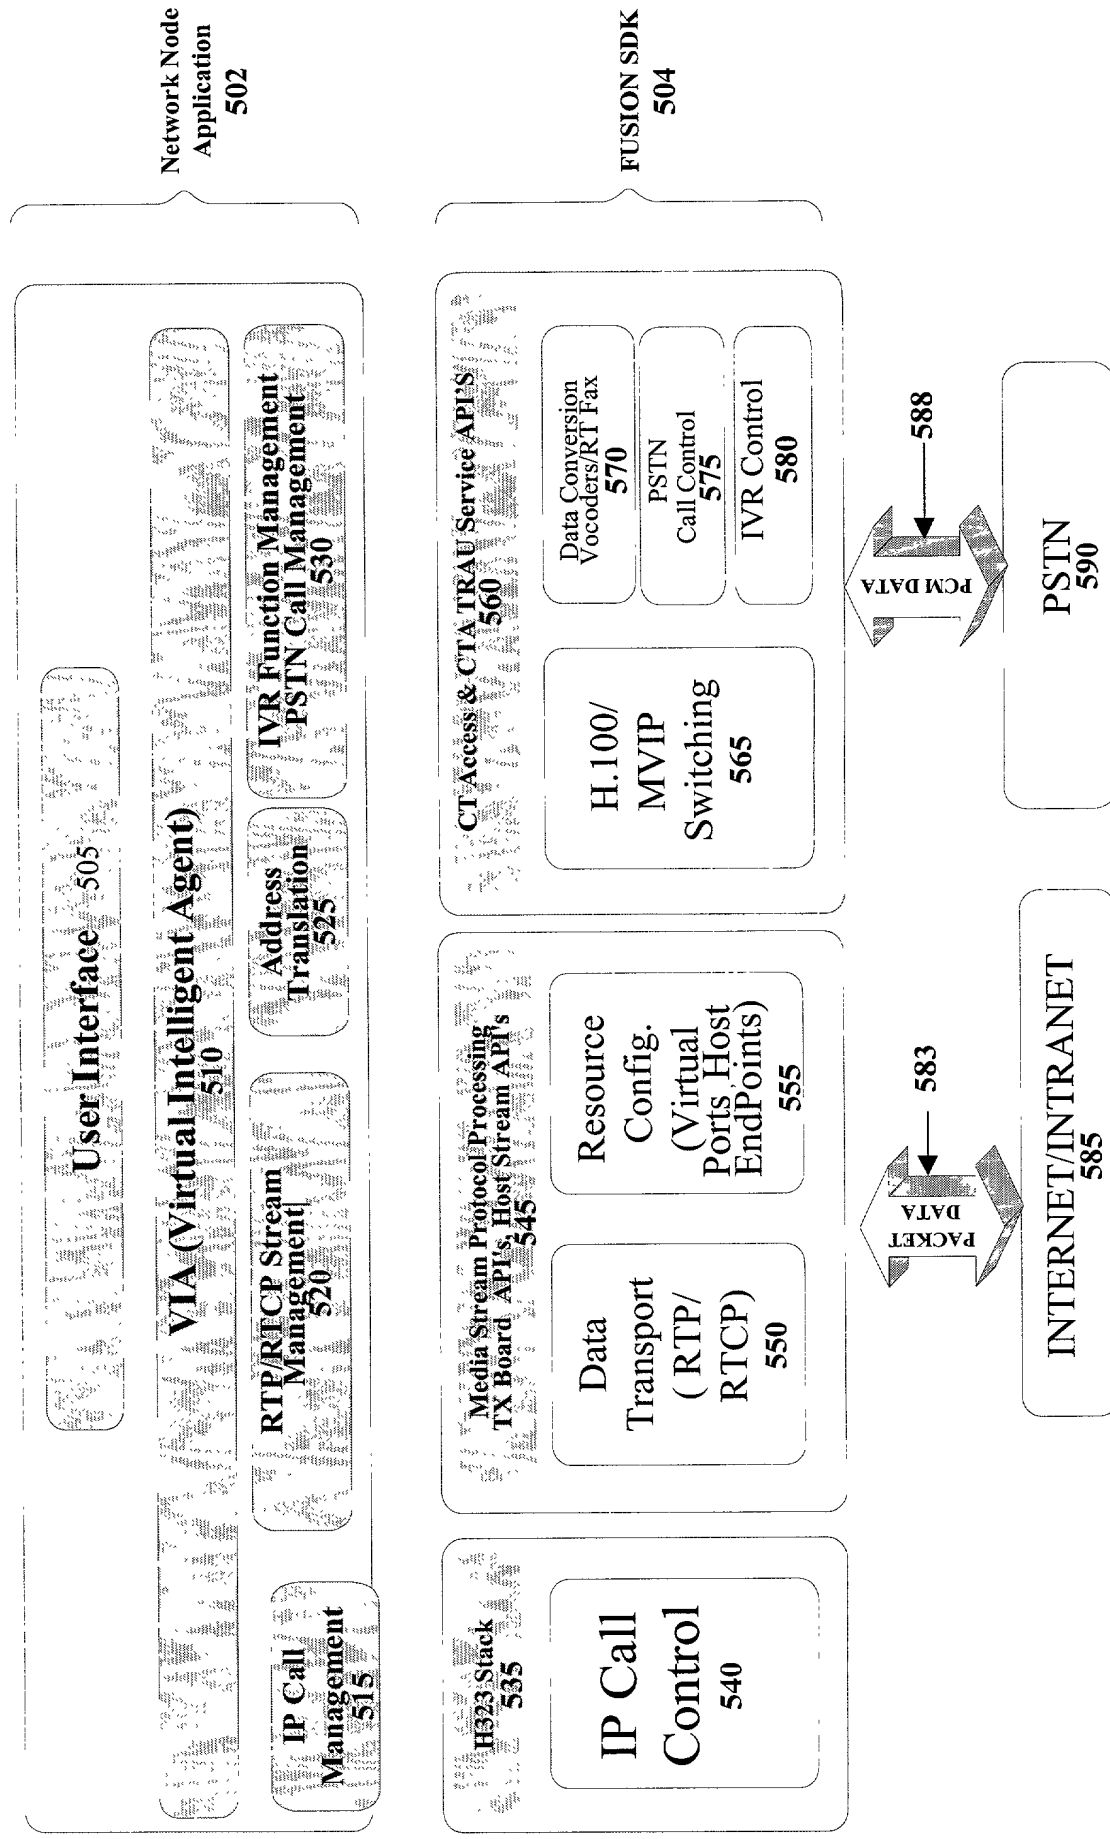 Network Node
Application
502
User Interface 505
VIA (Virtual Intelligent Agent)
510
IP Call
Management
515
RTP/RTCP Stream
Management
520
Address
Translation
525
IVR Function Management
PSTN Call Management
530
FUSION SDK
504
H323 Stack
535
IP Call
Control
540
Media Stream Protocol Processing
TX Board API's, Host Stream API's
545
Data
Transport
( RTP/
RTCP)
550
Resource
Config.
(Virtual
Ports, Host
EndPoints)
555
CT Access & CTA TRAU Service API'S
560
H.100/
MVIP
Switching
565
Data Conversion
Vocoders/RT Fax
570
PSTN
Call Control
575
IVR Control
580
PACKET
DATA
583
PCM DATA
588
INTERNET/INTRANET
585
PSTN
590